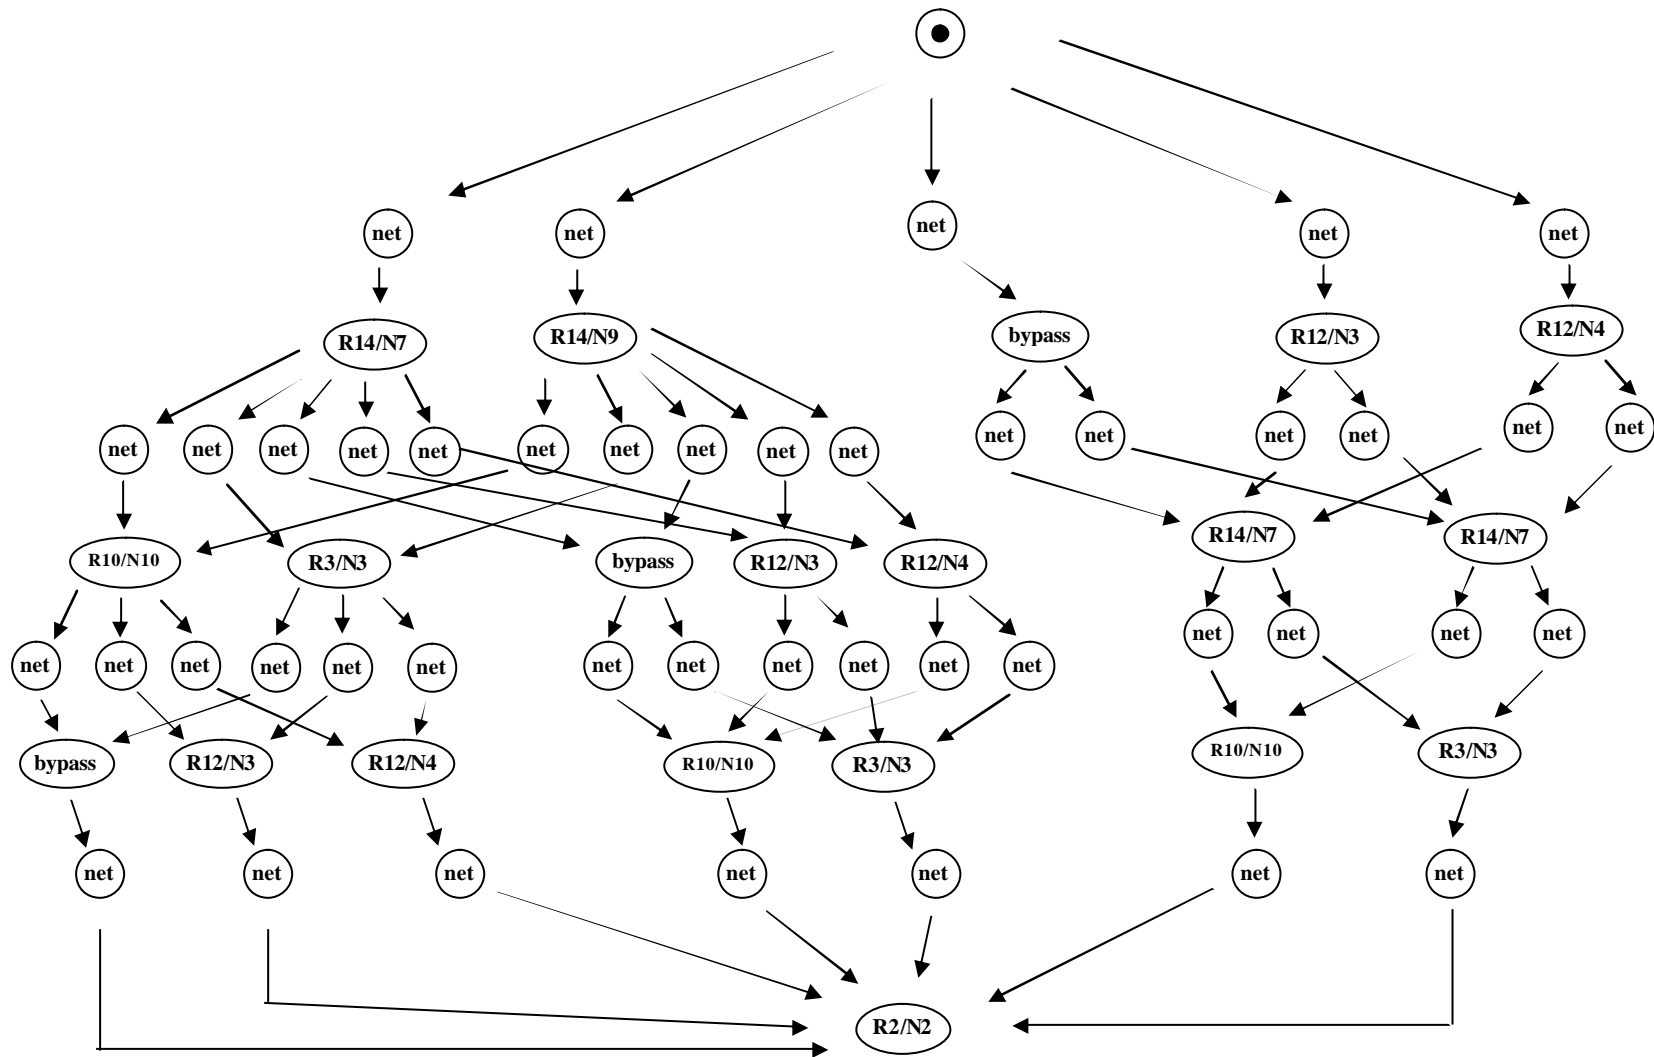 net net net net net
R14/N7 R14/N9 bypass R12/N3 R12/N4
net net net net net net net net net net net net net net net net
R10/N10 R3/N3 bypass R12/N3 R12/N4 R14/N7 R14/N7
net net net net net net net net net net net net net net net net
bypass R12/N3 R12/N4 R10/N10 R3/N3 R10/N10 R3/N3
net net net net net net net
R2/N2